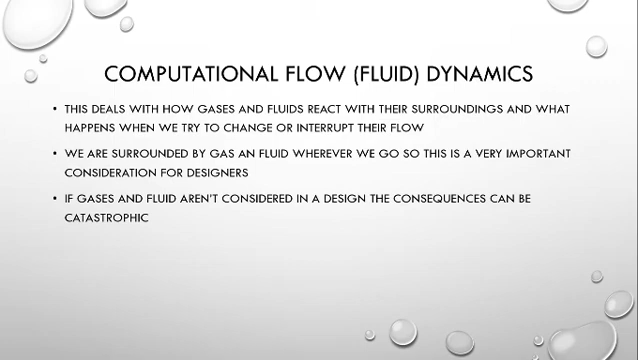 COMPUTATIONAL FLOW (FLUID) DYNAMICS
• THIS DEALS WITH HOW GASES AND FLUIDS REACT WITH THEIR SURROUNDINGS AND WHAT
HAPPENS WHEN WE TRY TO CHANGE OR INTERRUPT THEIR FLOW
• WE ARE SURROUNDED BY GAS AN FLUID WHEREVER WE GO SO THIS IS A VERY IMPORTANT
CONSIDERATION FOR DESIGNERS
• IF GASES AND FLUID AREN'T CONSIDERED IN A DESIGN THE CONSEQUENCES CAN BE
CATASTROPHIC